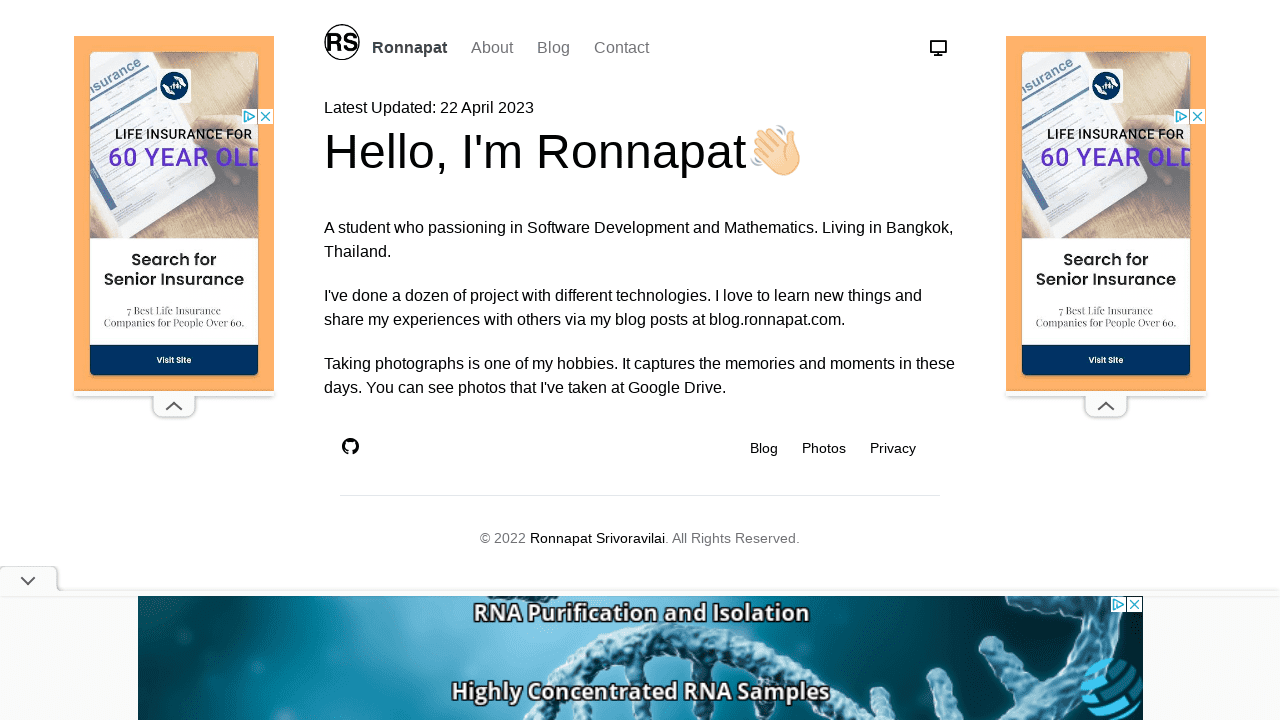 RS
Ronnapat
About
Blog
Contact
Latest Updated: 22 April 2023
Hello, I'm Ronnapat👋🏻
A student who passioning in Software Development and Mathematics. Living in Bangkok,
Thailand.
I've done a dozen of project with different technologies. I love to learn new things and
share my experiences with others via my blog posts at blog.ronnapat.com.
Taking photographs is one of my hobbies. It captures the memories and moments in these
days. You can see photos that I've taken at Google Drive.
Blog
Photos
Privacy
© 2022 Ronnapat Srivoravilai. All Rights Reserved.
insurance
LIFE INSURANCE FOR
60 YEAR OLD
Search for
Senior Insurance
7 Best Life Insurance
Companies for People Over 60.
Visit Site
insurance
LIFE INSURANCE FOR
60 YEAR OLD
Search for
Senior Insurance
7 Best Life Insurance
Companies for People Over 60.
Visit Site
RNA Purification and Isolation
Highly Concentrated RNA Samples